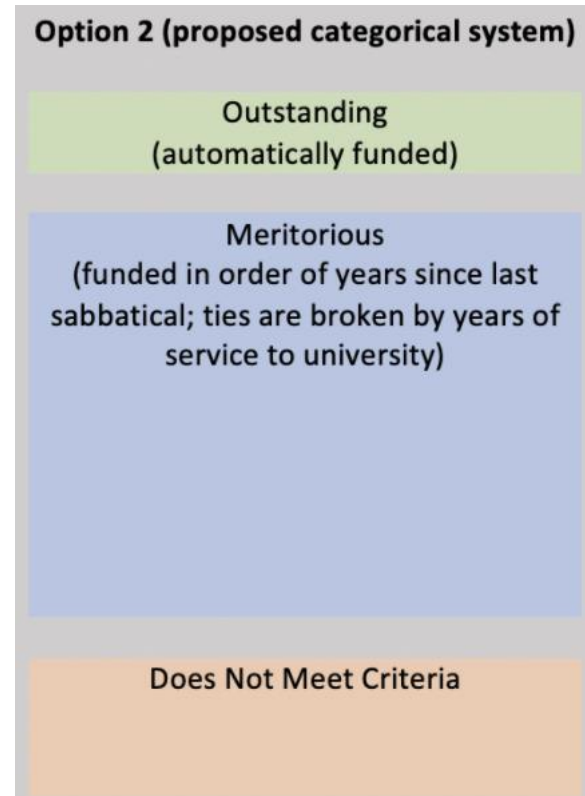 Option 2 (proposed categorical system)
Outstanding
(automatically funded)
Meritorious
(funded in order of years since last
sabbatical; ties are broken by years of
service to university)
Does Not Meet Criteria